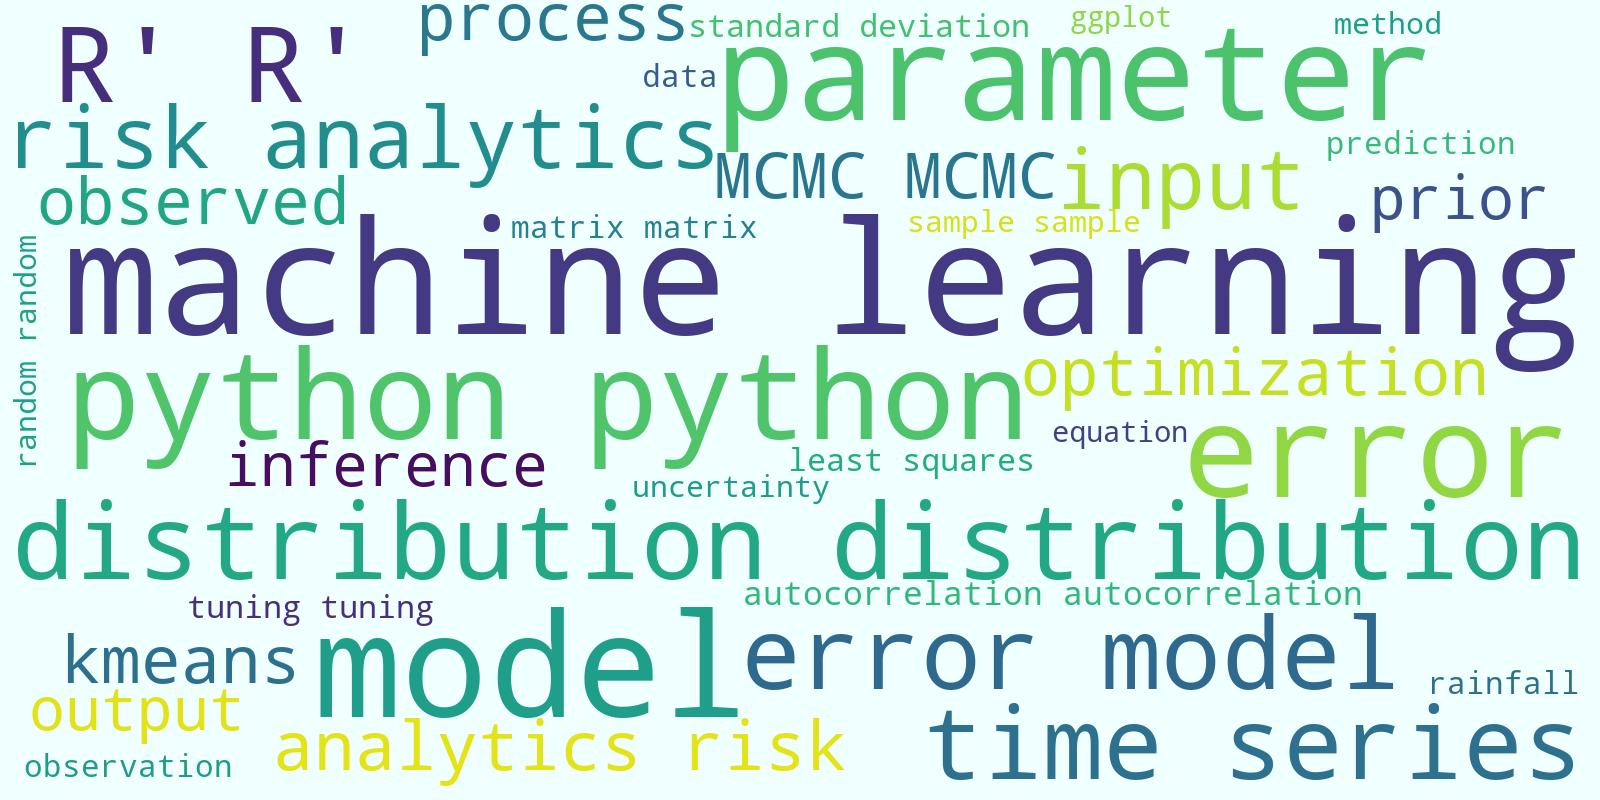 process
standard deviation
ggplot
method
R' R'
data
parameter
risk analytics
prediction
MCMC MCMC
input
prior
observed
matrix matrix
sample sample
random random
machine learning
python python
optimization
equation
error
inference
least squares
uncertainty
distribution distribution
autocorrelation autocorrelation
tuning tuning
kmeans
model
error model
rainfall
output
analytics risk
time series
observation